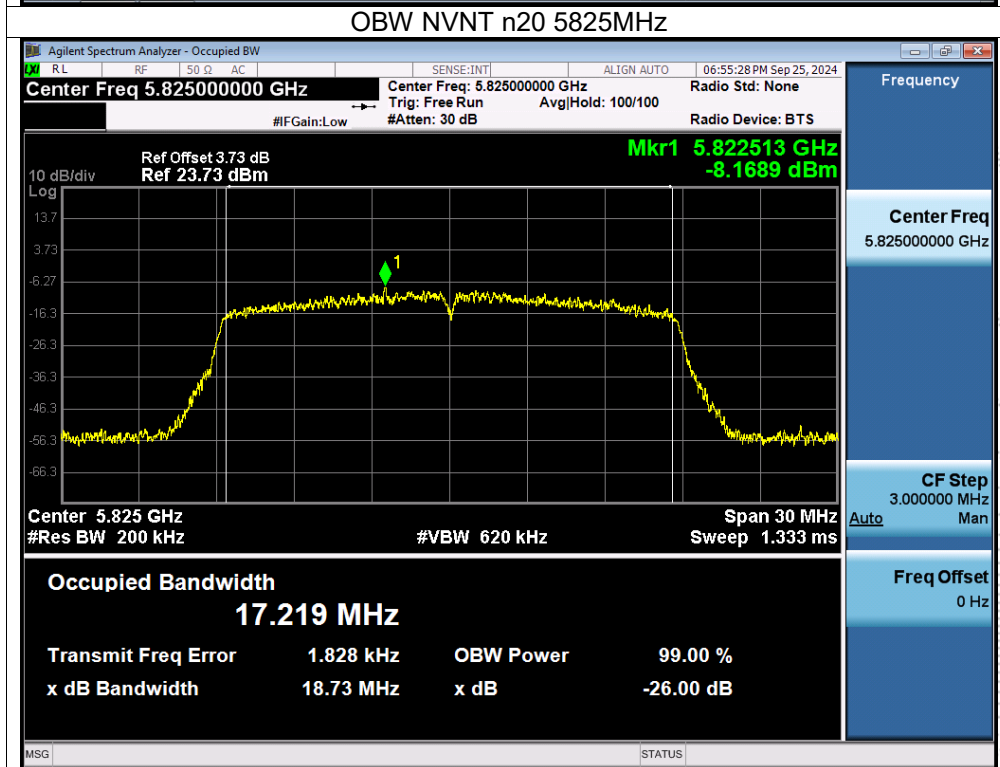 OBW NVNT n20 5825MHz
Agilent Spectrum Analyzer - Occupied BW
LXI RL RF 50 Ω AC SENSE:INT ALIGN AUTO 06:55:28 PM Sep 25, 2024
Center Freq 5.825000000 GHz
Center Freq: 5.825000000 GHz
Radio Std: None
Trig: Free Run Avg|Hold: 100/100
#IFGain:Low #Atten: 30 dB Radio Device: BTS
Frequency
Mkr1 5.822513 GHz
-8.1689 dBm
Ref Offset 3.73 dB
10 dB/div Ref 23.73 dBm
Log
13.7
3.73
-6.27
-16.3
-26.3
-36.3
-46.3
-56.3
-66.3
1
Center 5.825 GHz Span 30 MHz
#Res BW 200 kHz #VBW 620 kHz Sweep 1.333 ms
Center Freq
5.825000000 GHz
CF Step
3.000000 MHz
Auto Man
Freq Offset
0 Hz
Occupied Bandwidth
17.219 MHz
Transmit Freq Error 1.828 kHz OBW Power 99.00 %
x dB Bandwidth 18.73 MHz x dB -26.00 dB
MSG STATUS